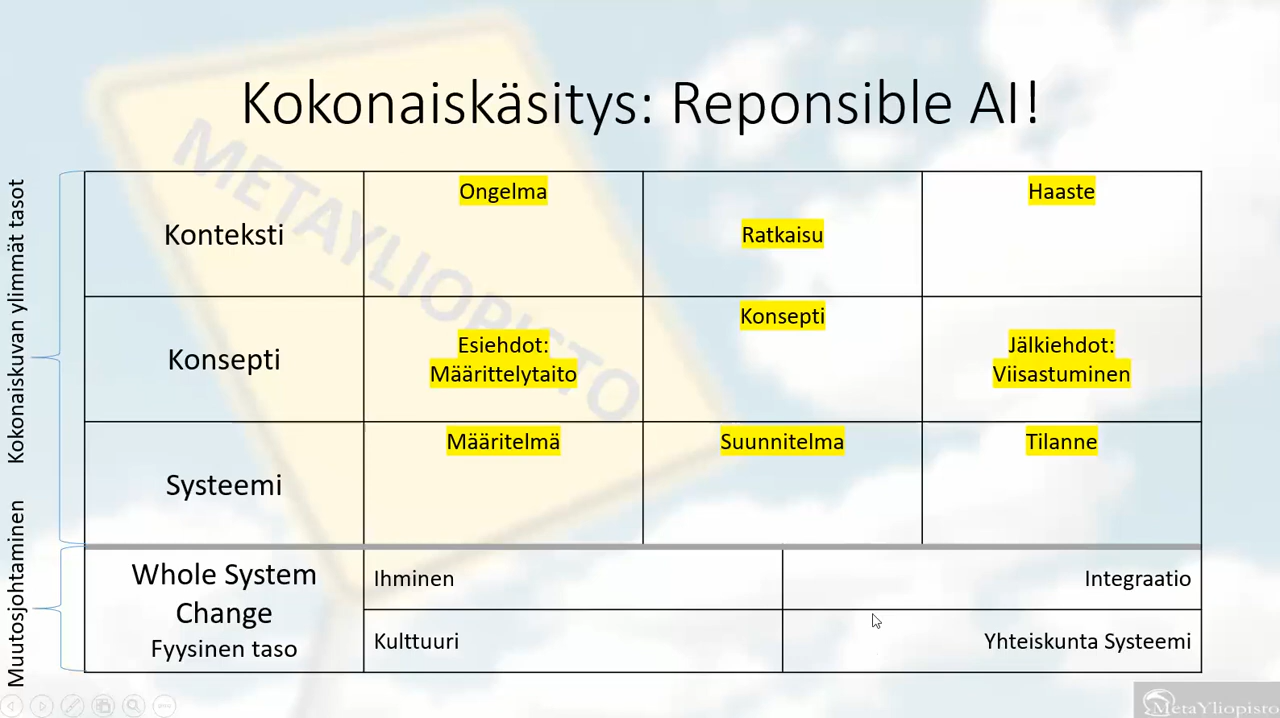 Kokonaiskäsitys: Reponsible AI!
Kokonaiskuvan ylimmät tasot
Muutosjohtaminen
METAYLIOPISTO
Konteksti
Ongelma
Ratkaisu
Haaste
Konsepti
Esiehdot:
Määrittelytaito
Konsepti
Jälkiehdot:
Viisastuminen
Systeemi
Määritelmä
Suunnitelma
Tilanne
Whole System
Change
Fyysinen taso
Ihminen
Integraatio
Kulttuuri
Yhteiskunta Systeemi
MetaYliopisto